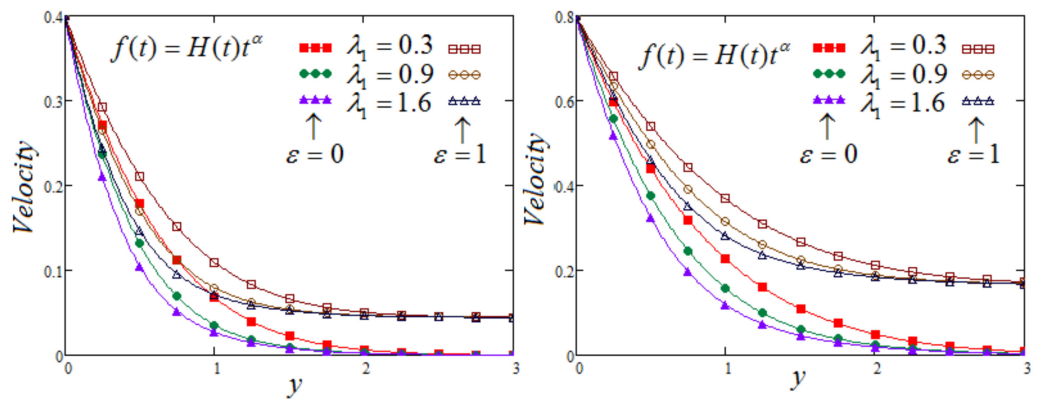 0.4
f(t) = H(t)t^α
λ₁ = 0.3
λ₁ = 0.9
λ₁ = 1.6
ε = 0
ε = 1
0.3
0.2
0.1
0
Velocity
0 1 2 3
y
0.8
f(t) = H(t)t^α
λ₁ = 0.3
λ₁ = 0.9
λ₁ = 1.6
ε = 0
ε = 1
0.6
0.4
0.2
0
Velocity
0 1 2 3
y